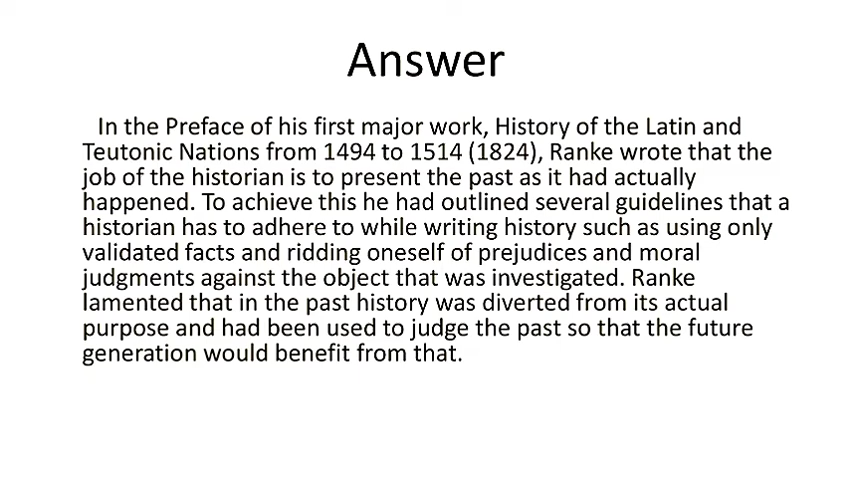 Answer
In the Preface of his first major work, History of the Latin and
Teutonic Nations from 1494 to 1514 (1824), Ranke wrote that the
job of the historian is to present the past as it had actually
happened. To achieve this he had outlined several guidelines that a
historian has to adhere to while writing history such as using only
validated facts and ridding oneself of prejudices and moral
judgments against the object that was investigated. Ranke
lamented that in the past history was diverted from its actual
purpose and had been used to judge the past so that the future
generation would benefit from that.